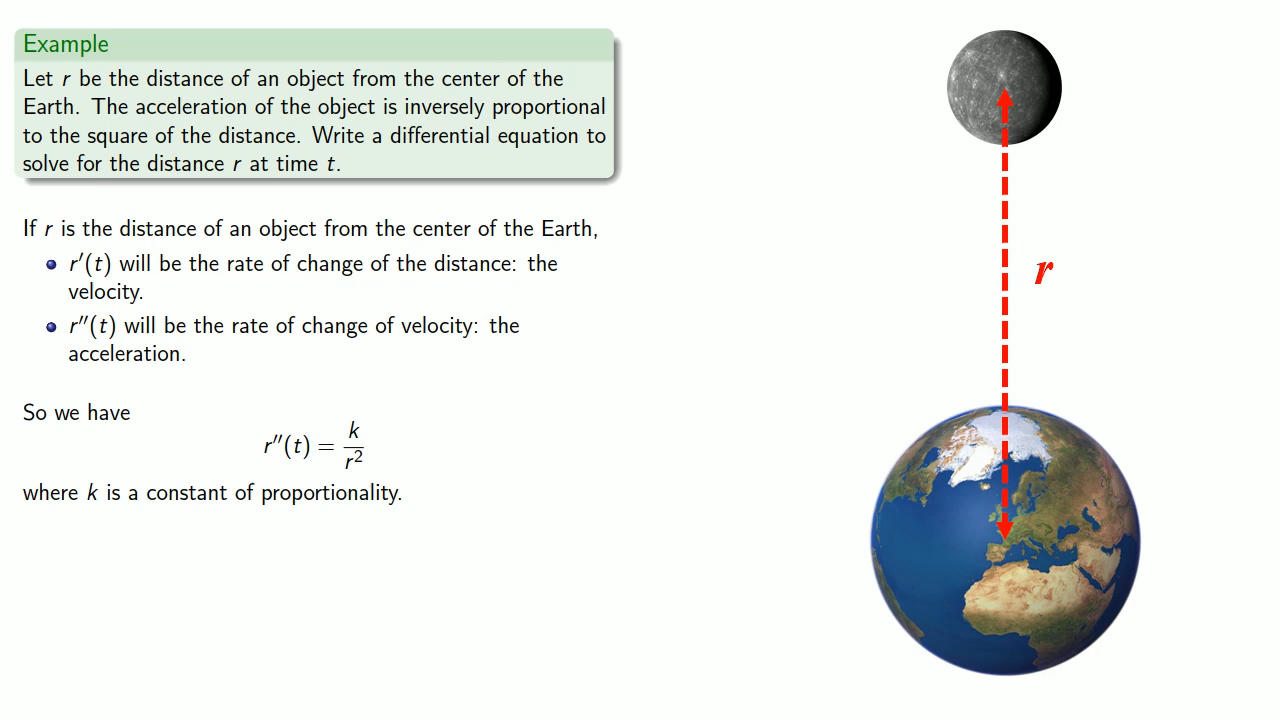 Example
Let r be the distance of an object from the center of the
Earth. The acceleration of the object is inversely proportional
to the square of the distance. Write a differential equation to
solve for the distance r at time t.
If r is the distance of an object from the center of the Earth,
r′(t) will be the rate of change of the distance: the
velocity.
r′′(t) will be the rate of change of velocity: the
acceleration.
So we have
r′′(t) = k/r²
where k is a constant of proportionality.
r